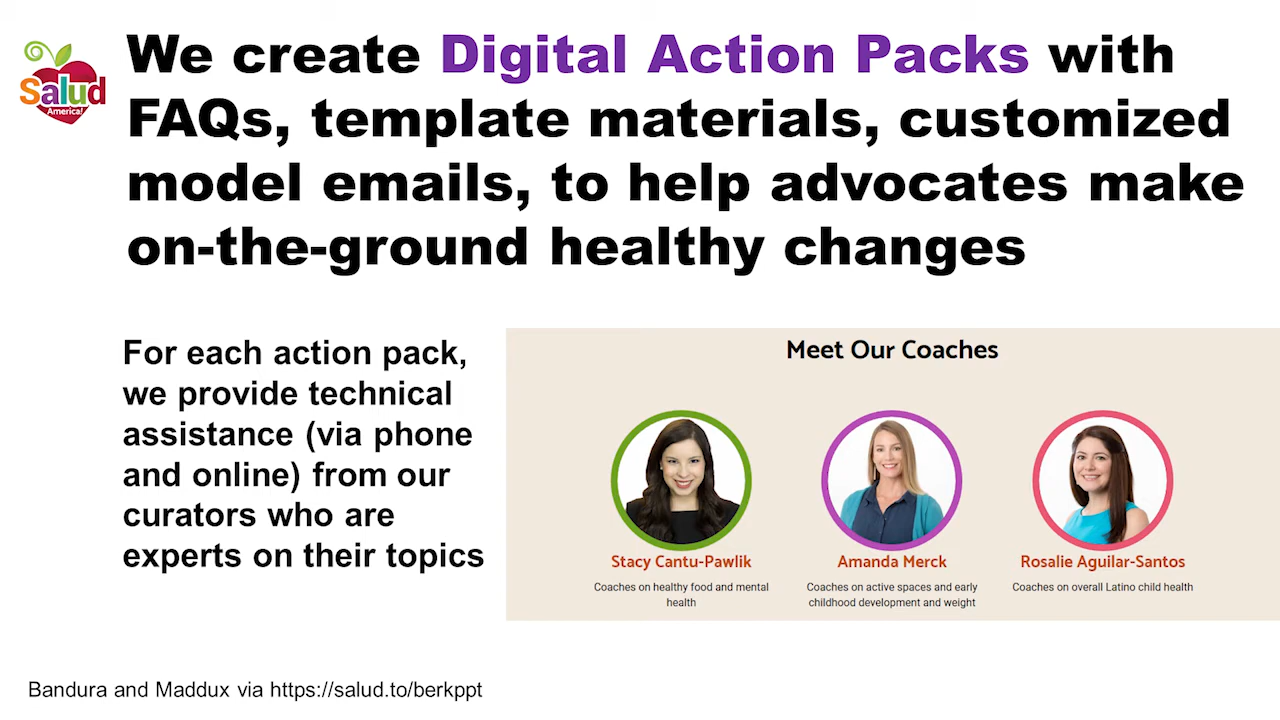 Salud
America!
We create Digital Action Packs with
FAQs, template materials, customized
model emails, to help advocates make
on-the-ground healthy changes
For each action pack,
we provide technical
assistance (via phone
and online) from our
curators who are
experts on their topics
Meet Our Coaches
Stacy Cantu-Pawlik
Coaches on healthy food and mental
health
Amanda Merck
Coaches on active spaces and early
childhood development and weight
Rosalie Aguilar-Santos
Coaches on overall Latino child health
Bandura and Maddux via https://salud.to/berkppt